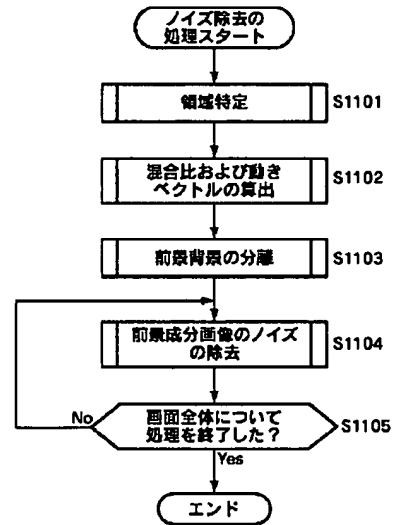 ノイズ除去の
処理スタート
領域特定
S1101
混合比および動き
ベクトルの算出
S1102
前景背景の分離
S1103
前景成分画像のノイズ
の除去
S1104
画面全体について
処理を終了した?
S1105
No
Yes
エンド